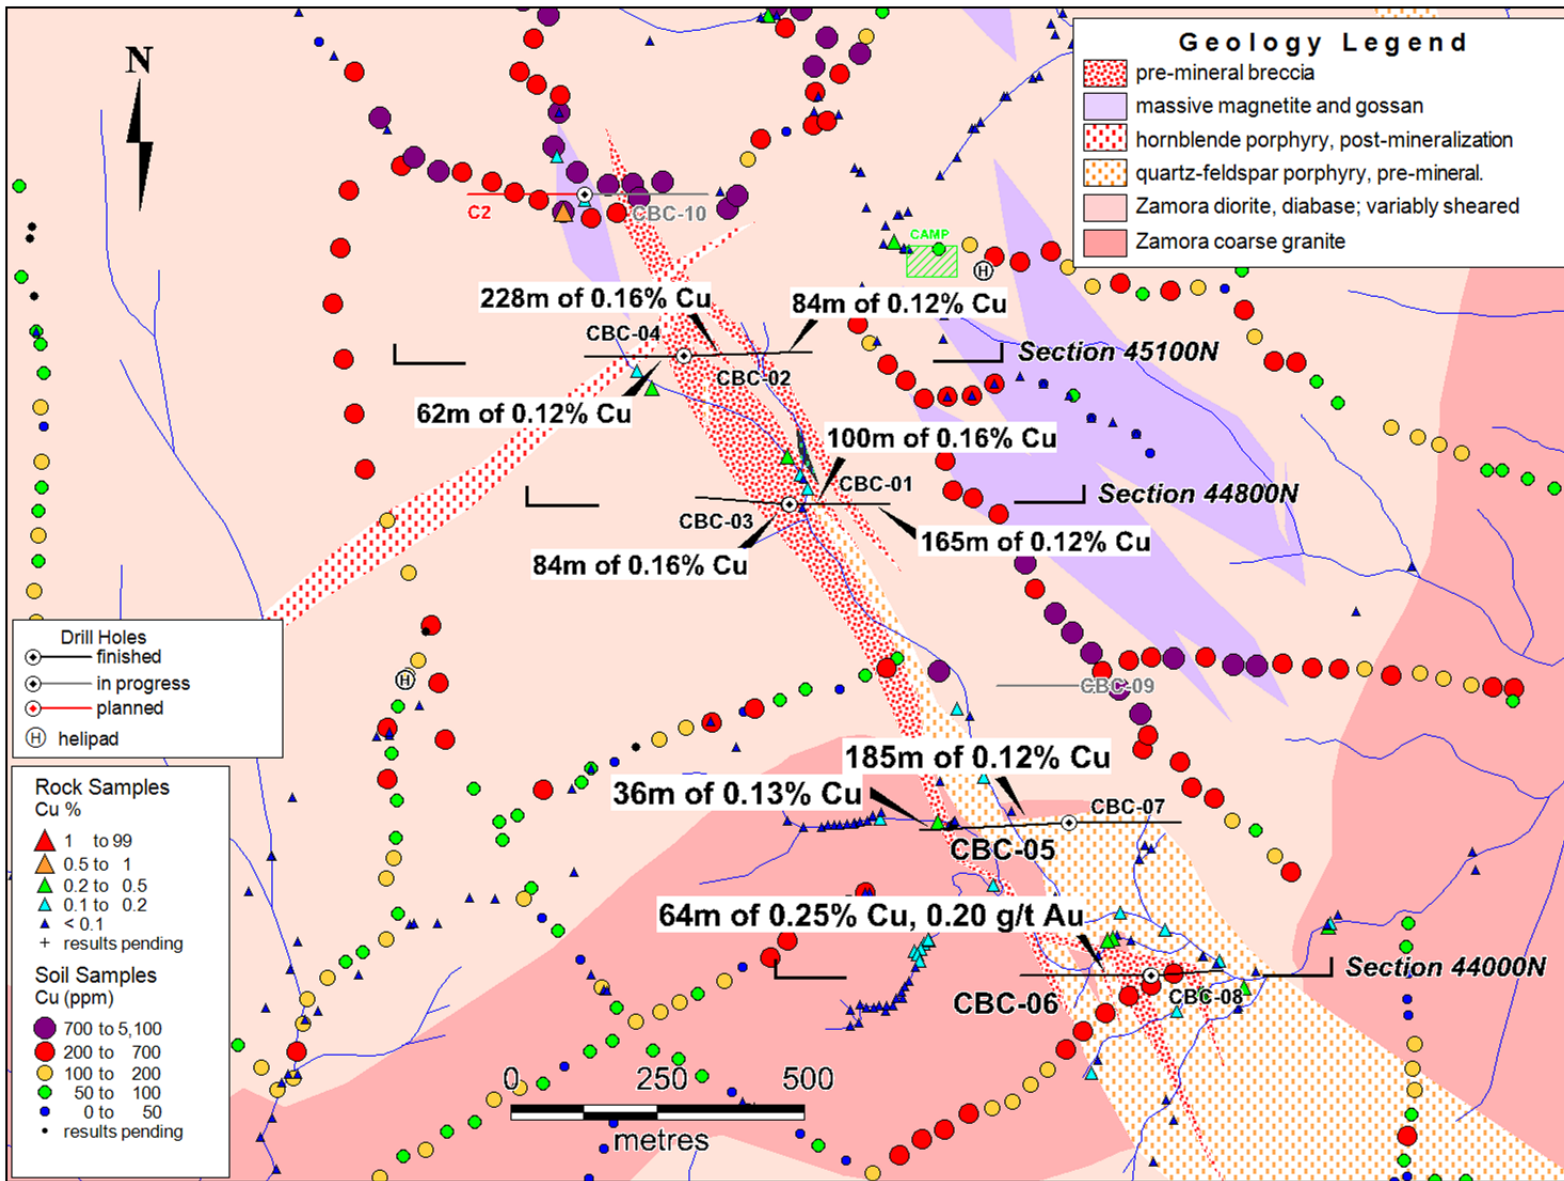 N
Geology Legend
pre-mineral breccia
massive magnetite and gossan
hornblende porphyry, post-mineralization
quartz-feldspar porphyry, pre-mineral.
Zamora diorite, diabase; variably sheared
Zamora coarse granite
C2
CBC-10
CAMP
H
228m of 0.16% Cu
84m of 0.12% Cu
CBC-04
CBC-02
Section 45100N
62m of 0.12% Cu
100m of 0.16% Cu
CBC-01
Section 44800N
CBC-03
165m of 0.12% Cu
84m of 0.16% Cu
Drill Holes
finished
in progress
planned
H helipad
H
CBC-09
185m of 0.12% Cu
36m of 0.13% Cu
CBC-07
CBC-05
64m of 0.25% Cu, 0.20 g/t Au
Section 44000N
CBC-06
CBC-08
Rock Samples
Cu %
1 to 99
0.5 to 1
0.2 to 0.5
0.1 to 0.2
< 0.1
+ results pending
Soil Samples
Cu (ppm)
700 to 5,100
200 to 700
100 to 200
50 to 100
0 to 50
results pending
0 250 500
metres